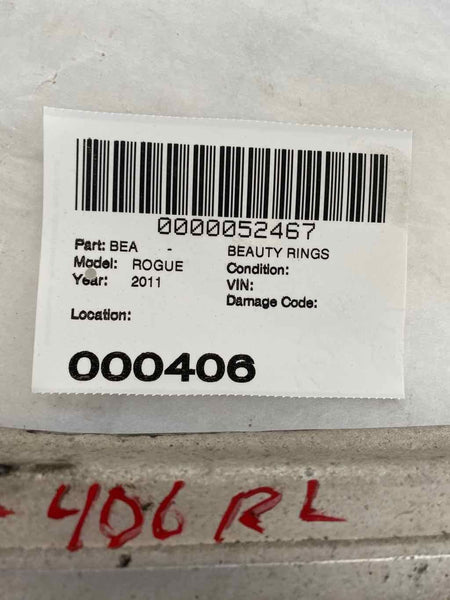 0000052467
Part: BEA - BEAUTY RINGS
Model: ROGUE Condition:
Year: 2011 VIN:
Damage Code:
Location:
000406
- 406 RL